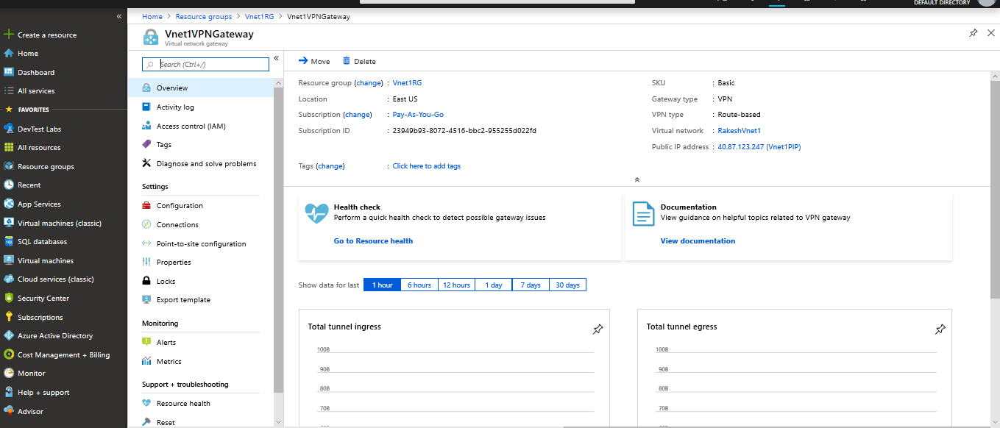 DEFAULT DIRECTORY
Home > Resource groups > Vnet1RG > Vnet1VPNGateway
Vnet1VPNGateway
Virtual network gateway
«
Create a resource
Home
Dashboard
All services
FAVORITES
DevTest Labs
All resources
Resource groups
Recent
App Services
Virtual machines (classic)
SQL databases
Virtual machines
Cloud services (classic)
Security Center
Subscriptions
Azure Active Directory
Cost Management + Billing
Monitor
Help + support
Advisor
Search (Ctrl+/)
«
Overview
Activity log
Access control (IAM)
Tags
Diagnose and solve problems
Settings
Configuration
Connections
Point-to-site configuration
Properties
Locks
Export template
Monitoring
Alerts
Metrics
Support + troubleshooting
Resource health
Reset
Move Delete
Resource group (change) : Vnet1RG
Location : East US
Subscription (change) : Pay-As-You-Go
Subscription ID : 23949b93-8072-4516-bbc2-955255d022fd
Tags (change) : Click here to add tags
SKU : Basic
Gateway type : VPN
VPN type : Route-based
Virtual network : RakeshVnet1
Public IP address : 40.87.123.247 (Vnet1PIP)
Health check
Perform a quick health check to detect possible gateway issues
Go to Resource health
Documentation
View guidance on helpful topics related to VPN gateway
View documentation
Show data for last 1 hour 6 hours 12 hours 1 day 7 days 30 days
Total tunnel ingress
100B
90B
80B
70B
Total tunnel egress
100B
90B
80B
70B